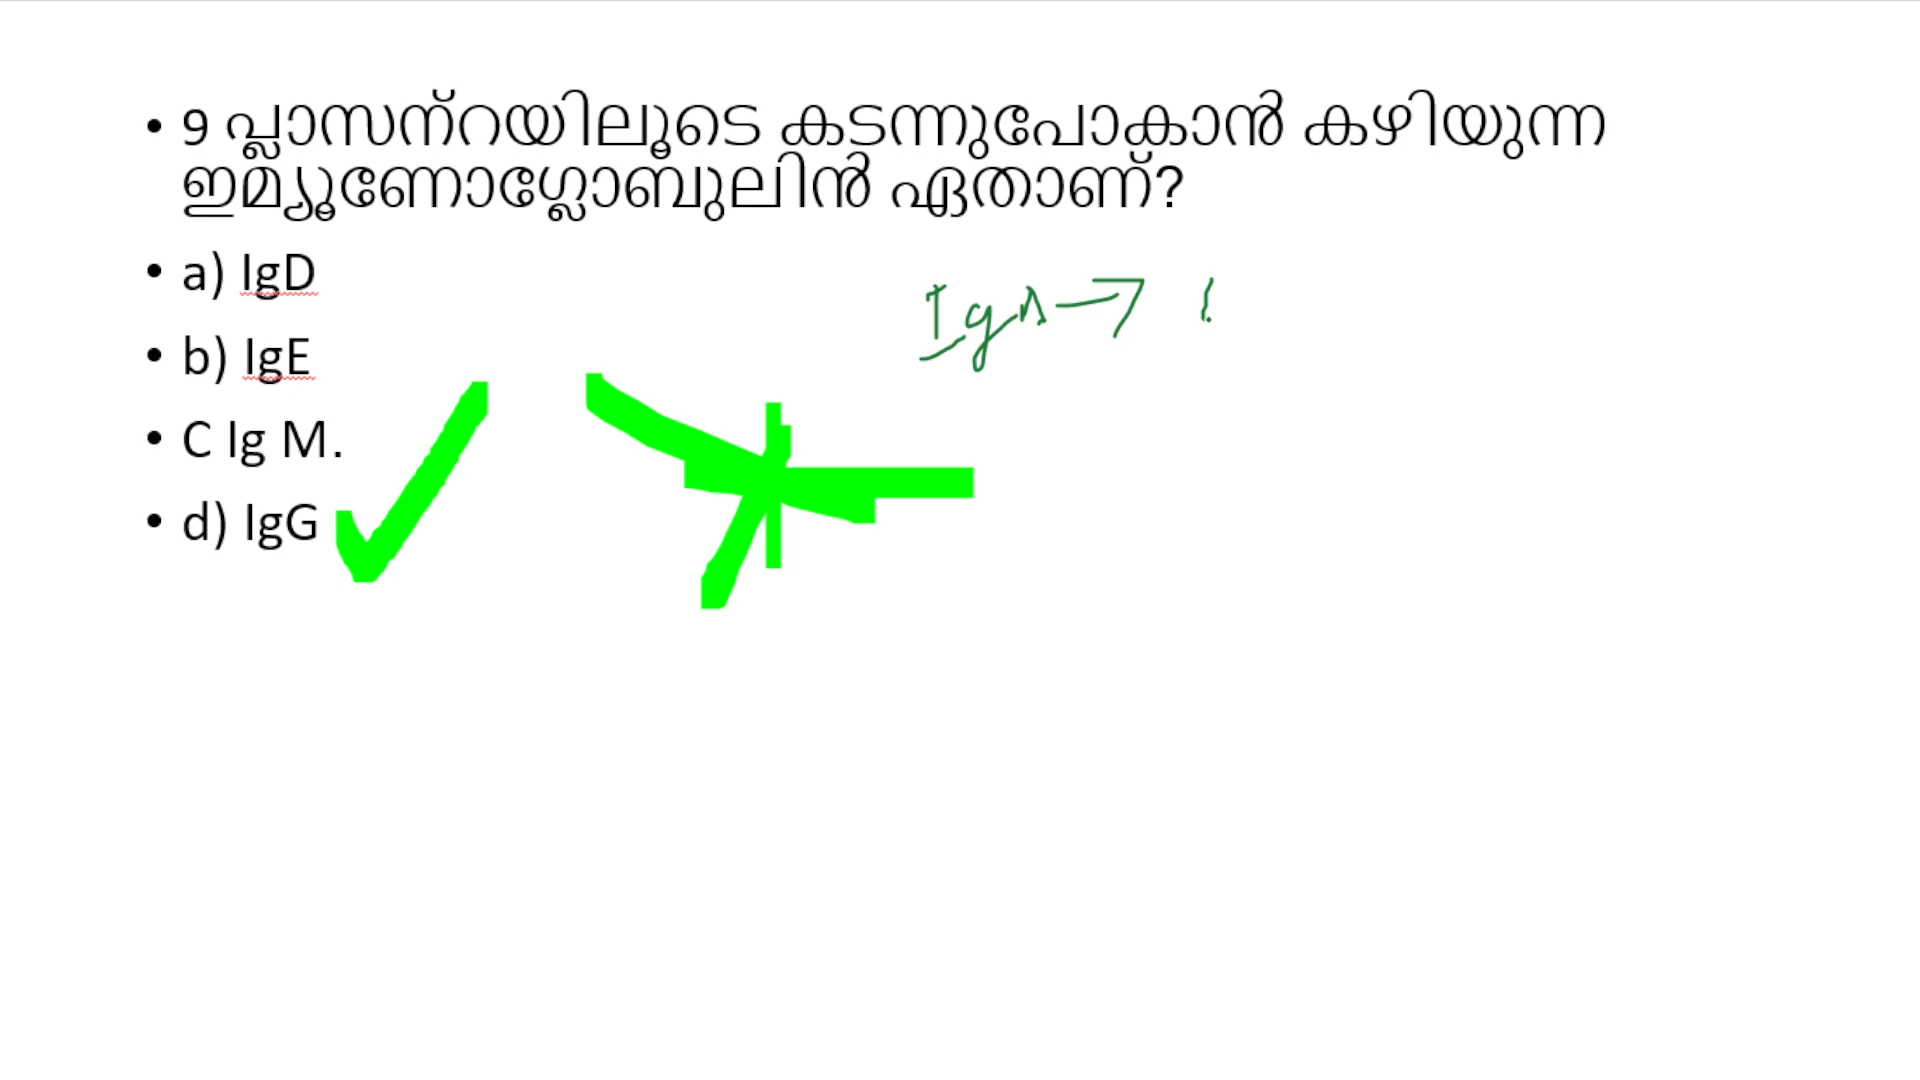 • 9 പ്ലാസന്റയിലൂടെ കടന്നുപോകാൻ കഴിയുന്ന
ഇമ്യൂണോഗ്ലോബുലിൻ ഏതാണ്?
• a) IgD
• b) IgE
• C Ig M.
• d) IgG
IgA →